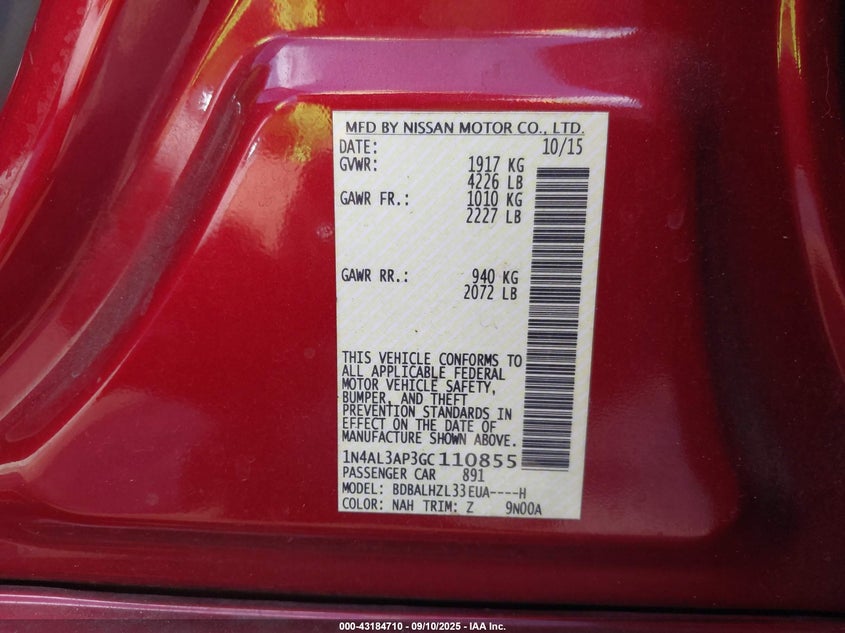 MFD BY NISSAN MOTOR CO., LTD.
DATE: 10/15
GVWR: 1917 KG
4226 LB
GAWR FR.: 1010 KG
2227 LB
GAWR RR.: 940 KG
2072 LB
THIS VEHICLE CONFORMS TO
ALL APPLICABLE FEDERAL
MOTOR VEHICLE SAFETY,
BUMPER, AND THEFT
PREVENTION STANDARDS IN
EFFECT ON THE DATE OF
MANUFACTURE SHOWN ABOVE.
1N4AL3AP3GC110855
PASSENGER CAR 891
MODEL: BDBALHZL33EUA----H
COLOR: NAH TRIM: Z 9N00A
000-43184710 - 09/10/2025 - IAA Inc.